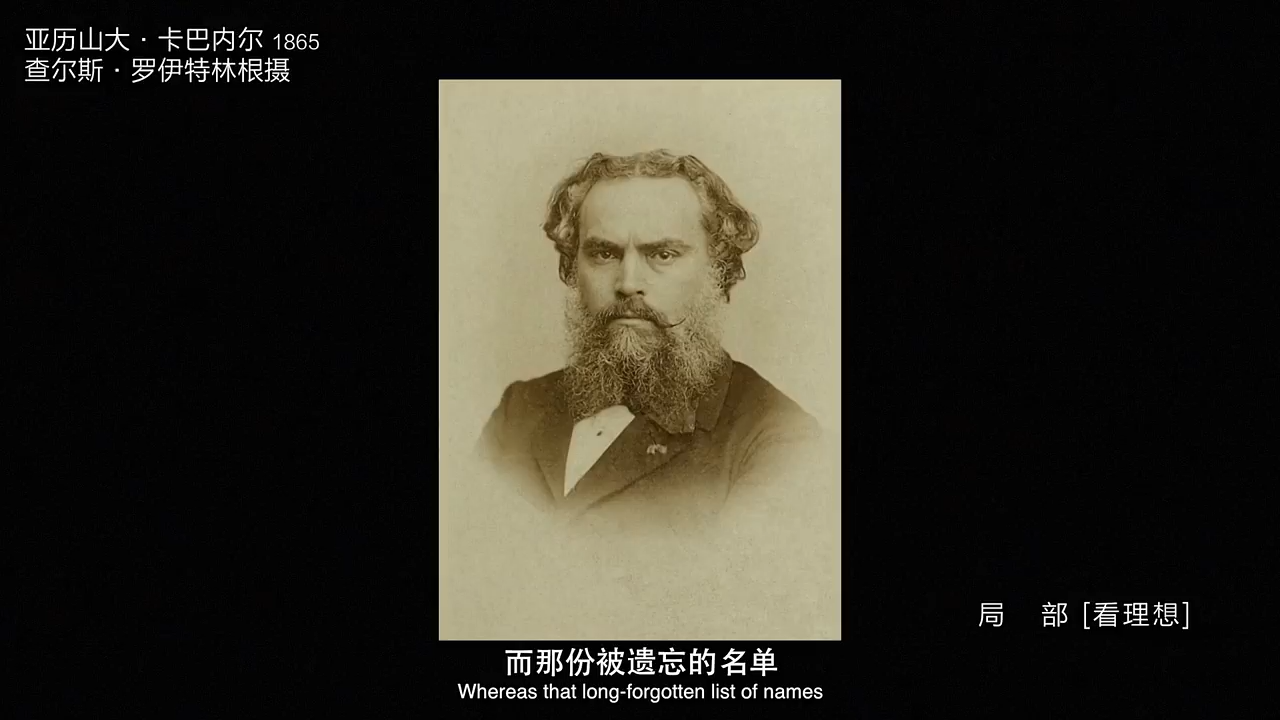 亚历山大·卡巴内尔 1865
查尔斯·罗伊特林根摄
局 部 [看理想]
而那份被遗忘的名单
Whereas that long-forgotten list of names